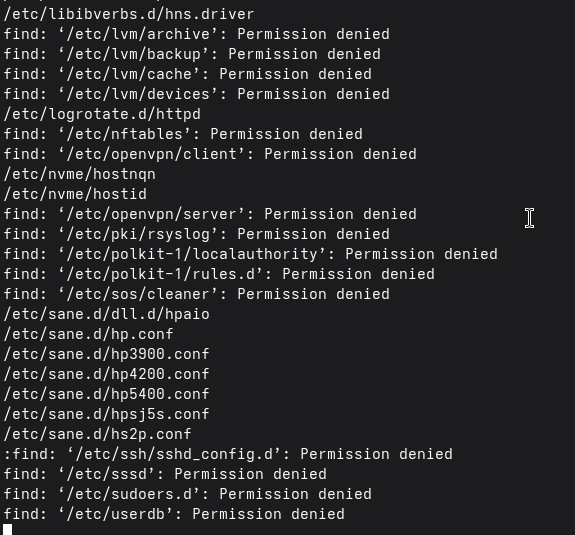 /etc/libibverbs.d/hns.driver
find: ‘/etc/lvm/archive’: Permission denied
find: ‘/etc/lvm/backup’: Permission denied
find: ‘/etc/lvm/cache’: Permission denied
find: ‘/etc/lvm/devices’: Permission denied
/etc/logrotate.d/httpd
find: ‘/etc/nftables’: Permission denied
find: ‘/etc/openvpn/client’: Permission denied
/etc/nvme/hostnqn
/etc/nvme/hostid
find: ‘/etc/openvpn/server’: Permission denied
find: ‘/etc/pki/rsyslog’: Permission denied
find: ‘/etc/polkit-1/localauthority’: Permission denied
find: ‘/etc/polkit-1/rules.d’: Permission denied
find: ‘/etc/sos/cleaner’: Permission denied
/etc/sane.d/dll.d/hpaio
/etc/sane.d/hp.conf
/etc/sane.d/hp3900.conf
/etc/sane.d/hp4200.conf
/etc/sane.d/hp5400.conf
/etc/sane.d/hpsj5s.conf
/etc/sane.d/hs2p.conf
:find: ‘/etc/ssh/sshd_config.d’: Permission denied
find: ‘/etc/sssd’: Permission denied
find: ‘/etc/sudoers.d’: Permission denied
find: ‘/etc/userdb’: Permission denied